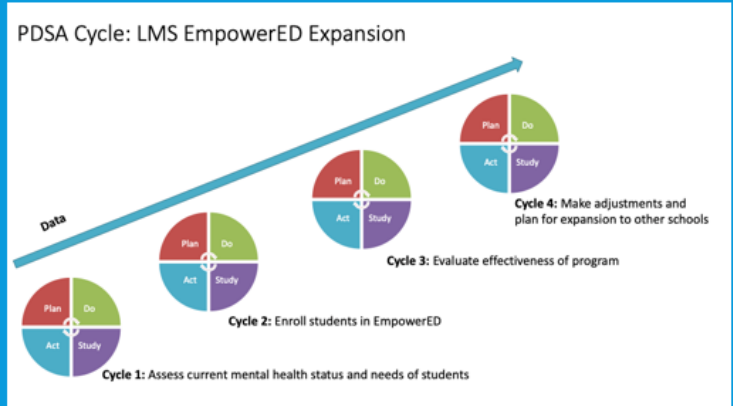 PDSA Cycle: LMS EmpowerED Expansion
Data
Plan Do
Act Study
Cycle 4: Make adjustments and
plan for expansion to other schools
Plan Do
Act Study
Cycle 3: Evaluate effectiveness of program
Plan Do
Act Study
Cycle 2: Enroll students in EmpowerED
Plan Do
Act Study
Cycle 1: Assess current mental health status and needs of students